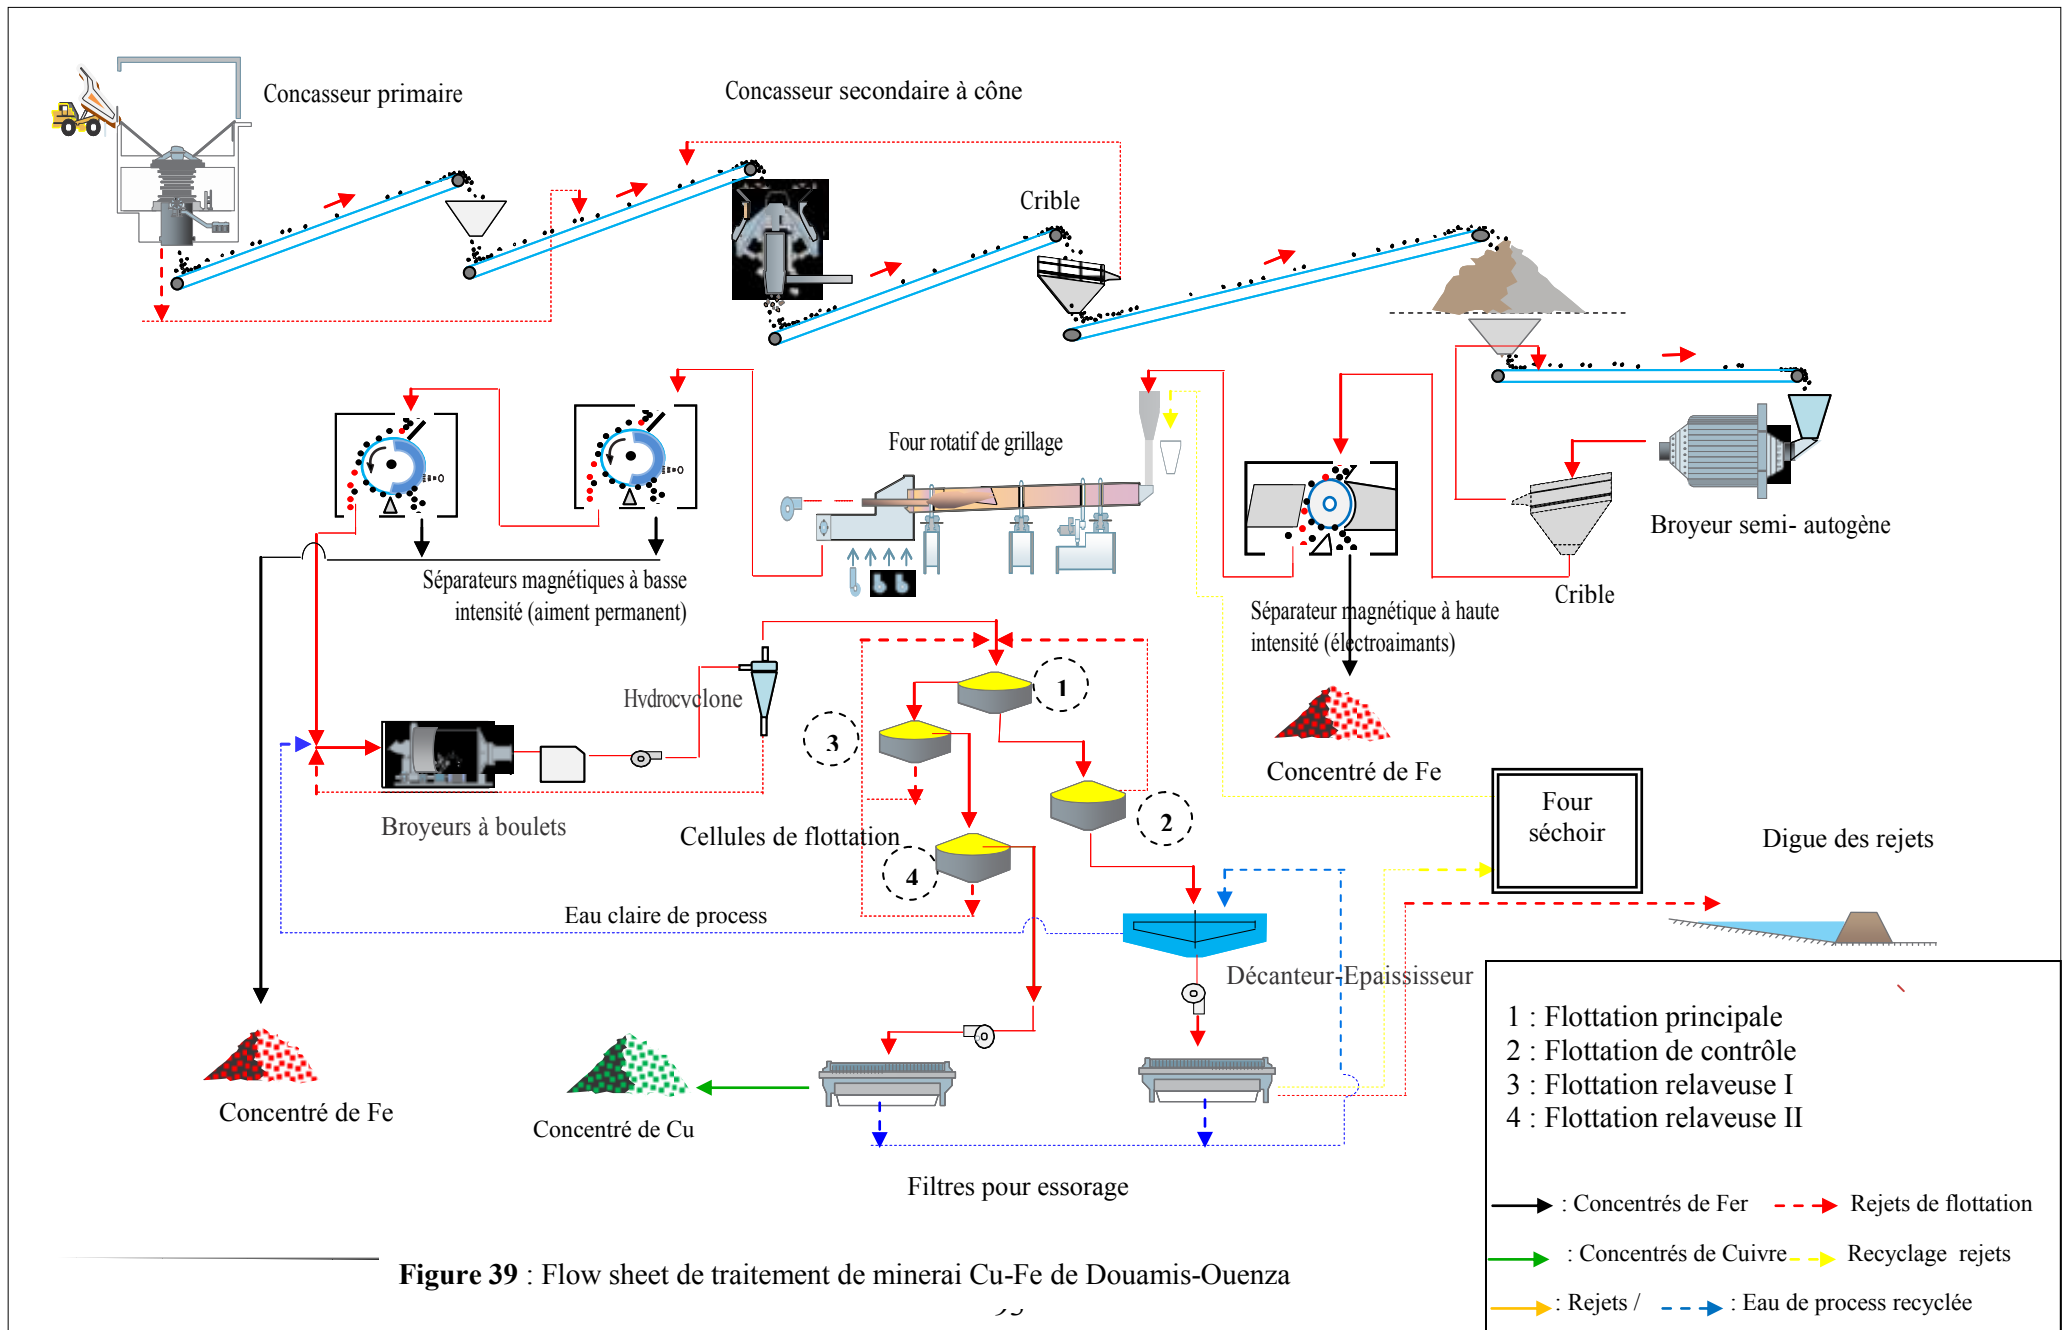 Concasseur primaire
Concasseur secondaire à cône
Crible
Four rotatif de grillage
Broyeur semi- autogène
Crible
Séparateurs magnétiques à basse
intensité (aiment permanent)
Séparateur magnétique à haute
intensité (électroaimants)
Hydrocyclone
1
3
2
4
Concentré de Fe
Broyeurs à boulets
Cellules de flottation
Four
séchoir
Digue des rejets
Eau claire de process
Décanteur-Epaississeur
Concentré de Fe
Concentré de Cu
Filtres pour essorage
1 : Flottation principale
2 : Flottation de contrôle
3 : Flottation relaveuse I
4 : Flottation relaveuse II
: Concentrés de Fer
Rejets de flottation
: Concentrés de Cuivre
Recyclage rejets
: Rejets /
: Eau de process recyclée
Figure 39 : Flow sheet de traitement de minerai Cu-Fe de Douamis-Ouenza